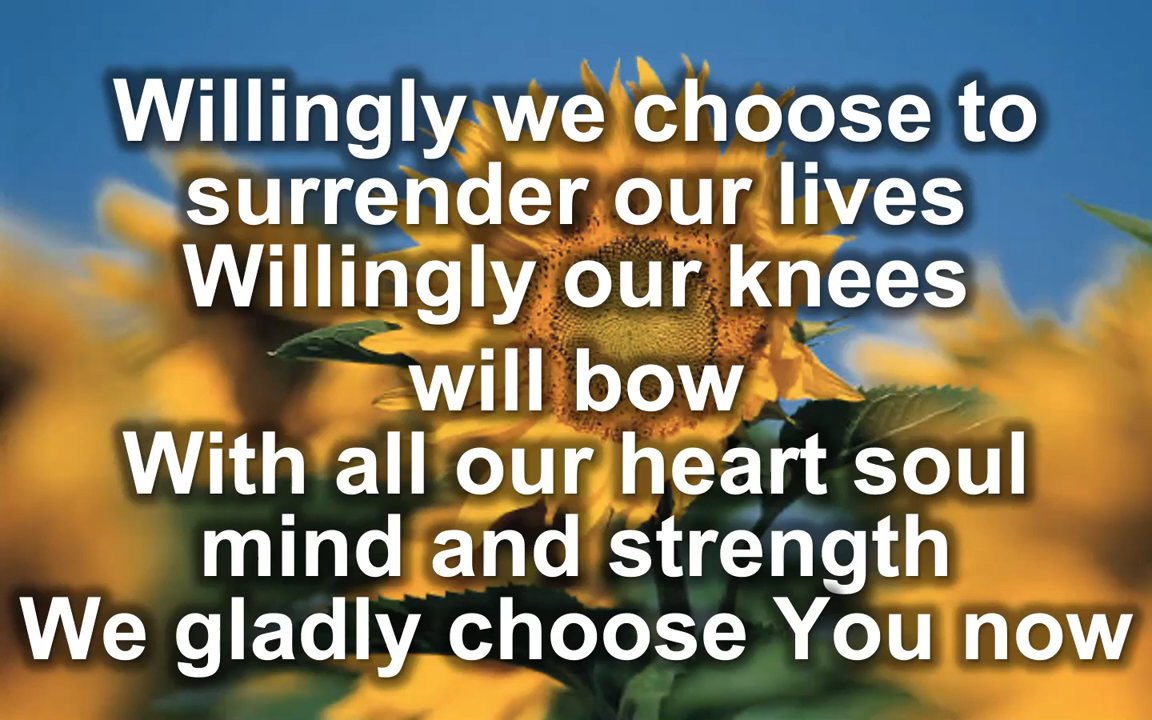 Willingly we choose to
surrender our lives
Willingly our knees
will bow
With all our heart soul
mind and strength
We gladly choose You now